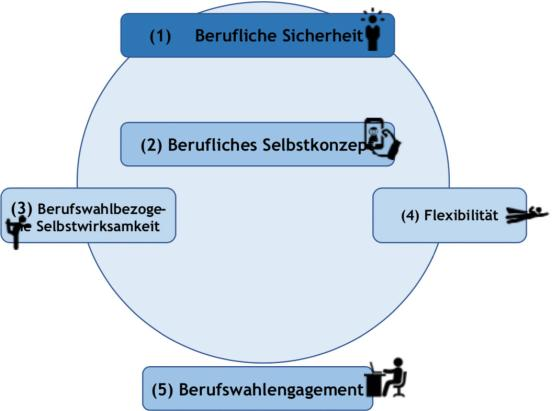 (1) Berufliche Sicherheit
(2) Berufliches Selbstkonzept
(3) Berufswahlbezoge-
ne Selbstwirksamkeit
(4) Flexibilität
(5) Berufswahlengagement